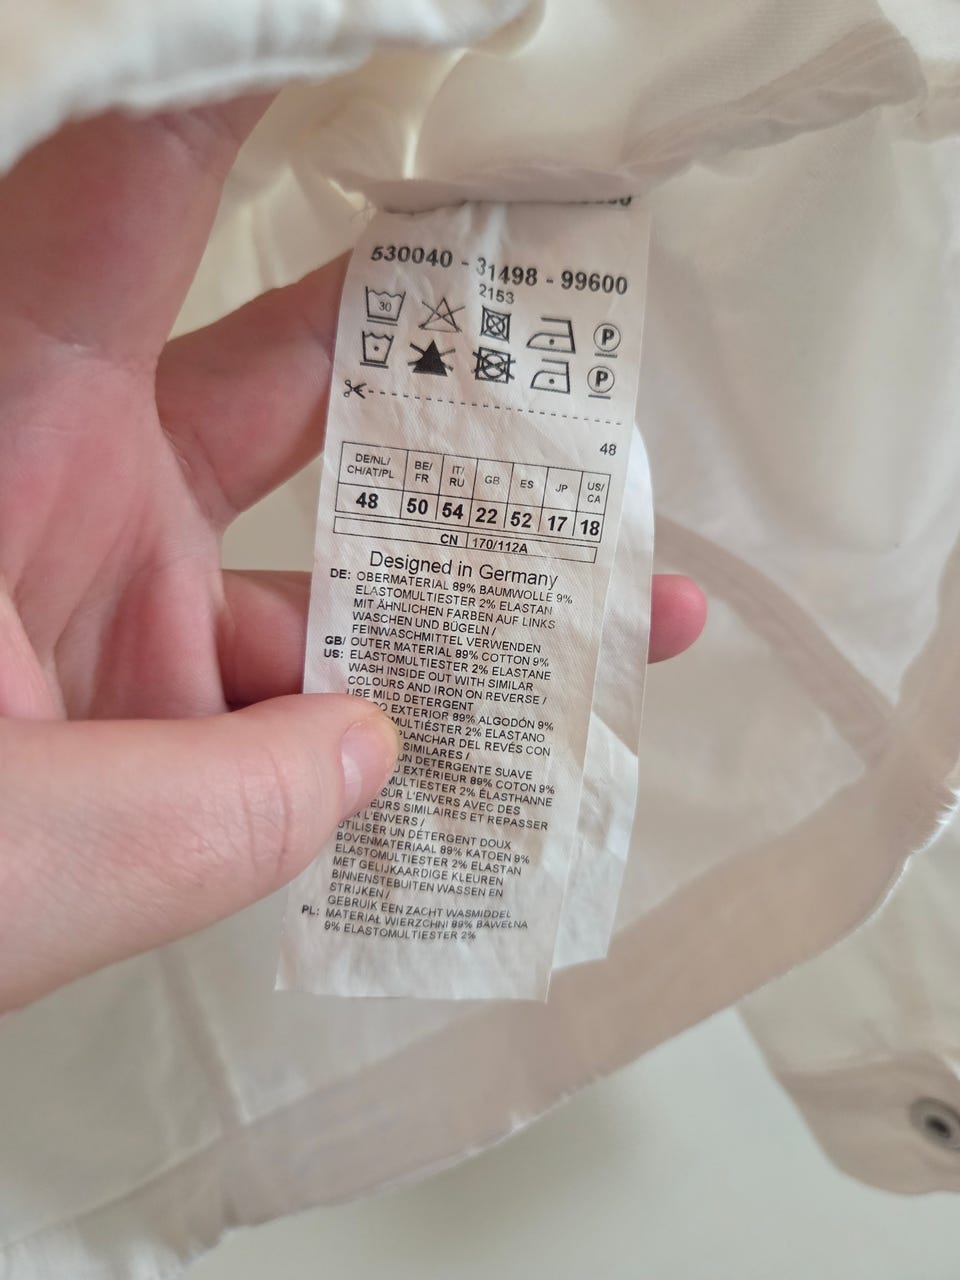 530040 - 31498 - 99600
2153
30
P
P
48
DE/NL/ CH/AT/PL BE/ FR IT/ RU GB ES JP US/ CA
48 50 54 22 52 17 18
CN 170/112A
Designed in Germany
DE: OBERMATERIAL 89% BAUMWOLLE 9%
ELASTOMULTIESTER 2% ELASTAN
MIT ÄHNLICHEN FARBEN AUF LINKS
WASCHEN UND BÜGELN /
FEINWASCHMITTEL VERWENDEN
GB/ OUTER MATERIAL 89% COTTON 9%
US: ELASTOMULTIESTER 2% ELASTANE
WASH INSIDE OUT WITH SIMILAR
COLOURS AND IRON ON REVERSE /
USE MILD DETERGENT
EXTERIOR 89% ALGODÓN 9%
2% ELASTANO
PLANCHAR DEL REVÉS CON
SIMILARES /
UN DETERGENTE SUAVE
EXTÉRIEUR 89% COTON 9%
2% ÉLASTHANNE
SUR L'ENVERS AVEC DES
SIMILAIRES ET REPASSER
L'ENVERS /
UTILISER UN DÉTERGENT DOUX
BOVENMATERIAAL 89% KATOEN 9%
ELASTOMULTIESTER 2% ELASTAN
MET GELIJKAARDIGE KLEUREN
BINNENSTEBUITEN WASSEN EN
STRIJKEN /
GEBRUIK EEN ZACHT WASMIDDEL
PL: MATERIAŁ WIERZCHNI 89% BAWEŁNA
9% ELASTOMULTIESTER 2%